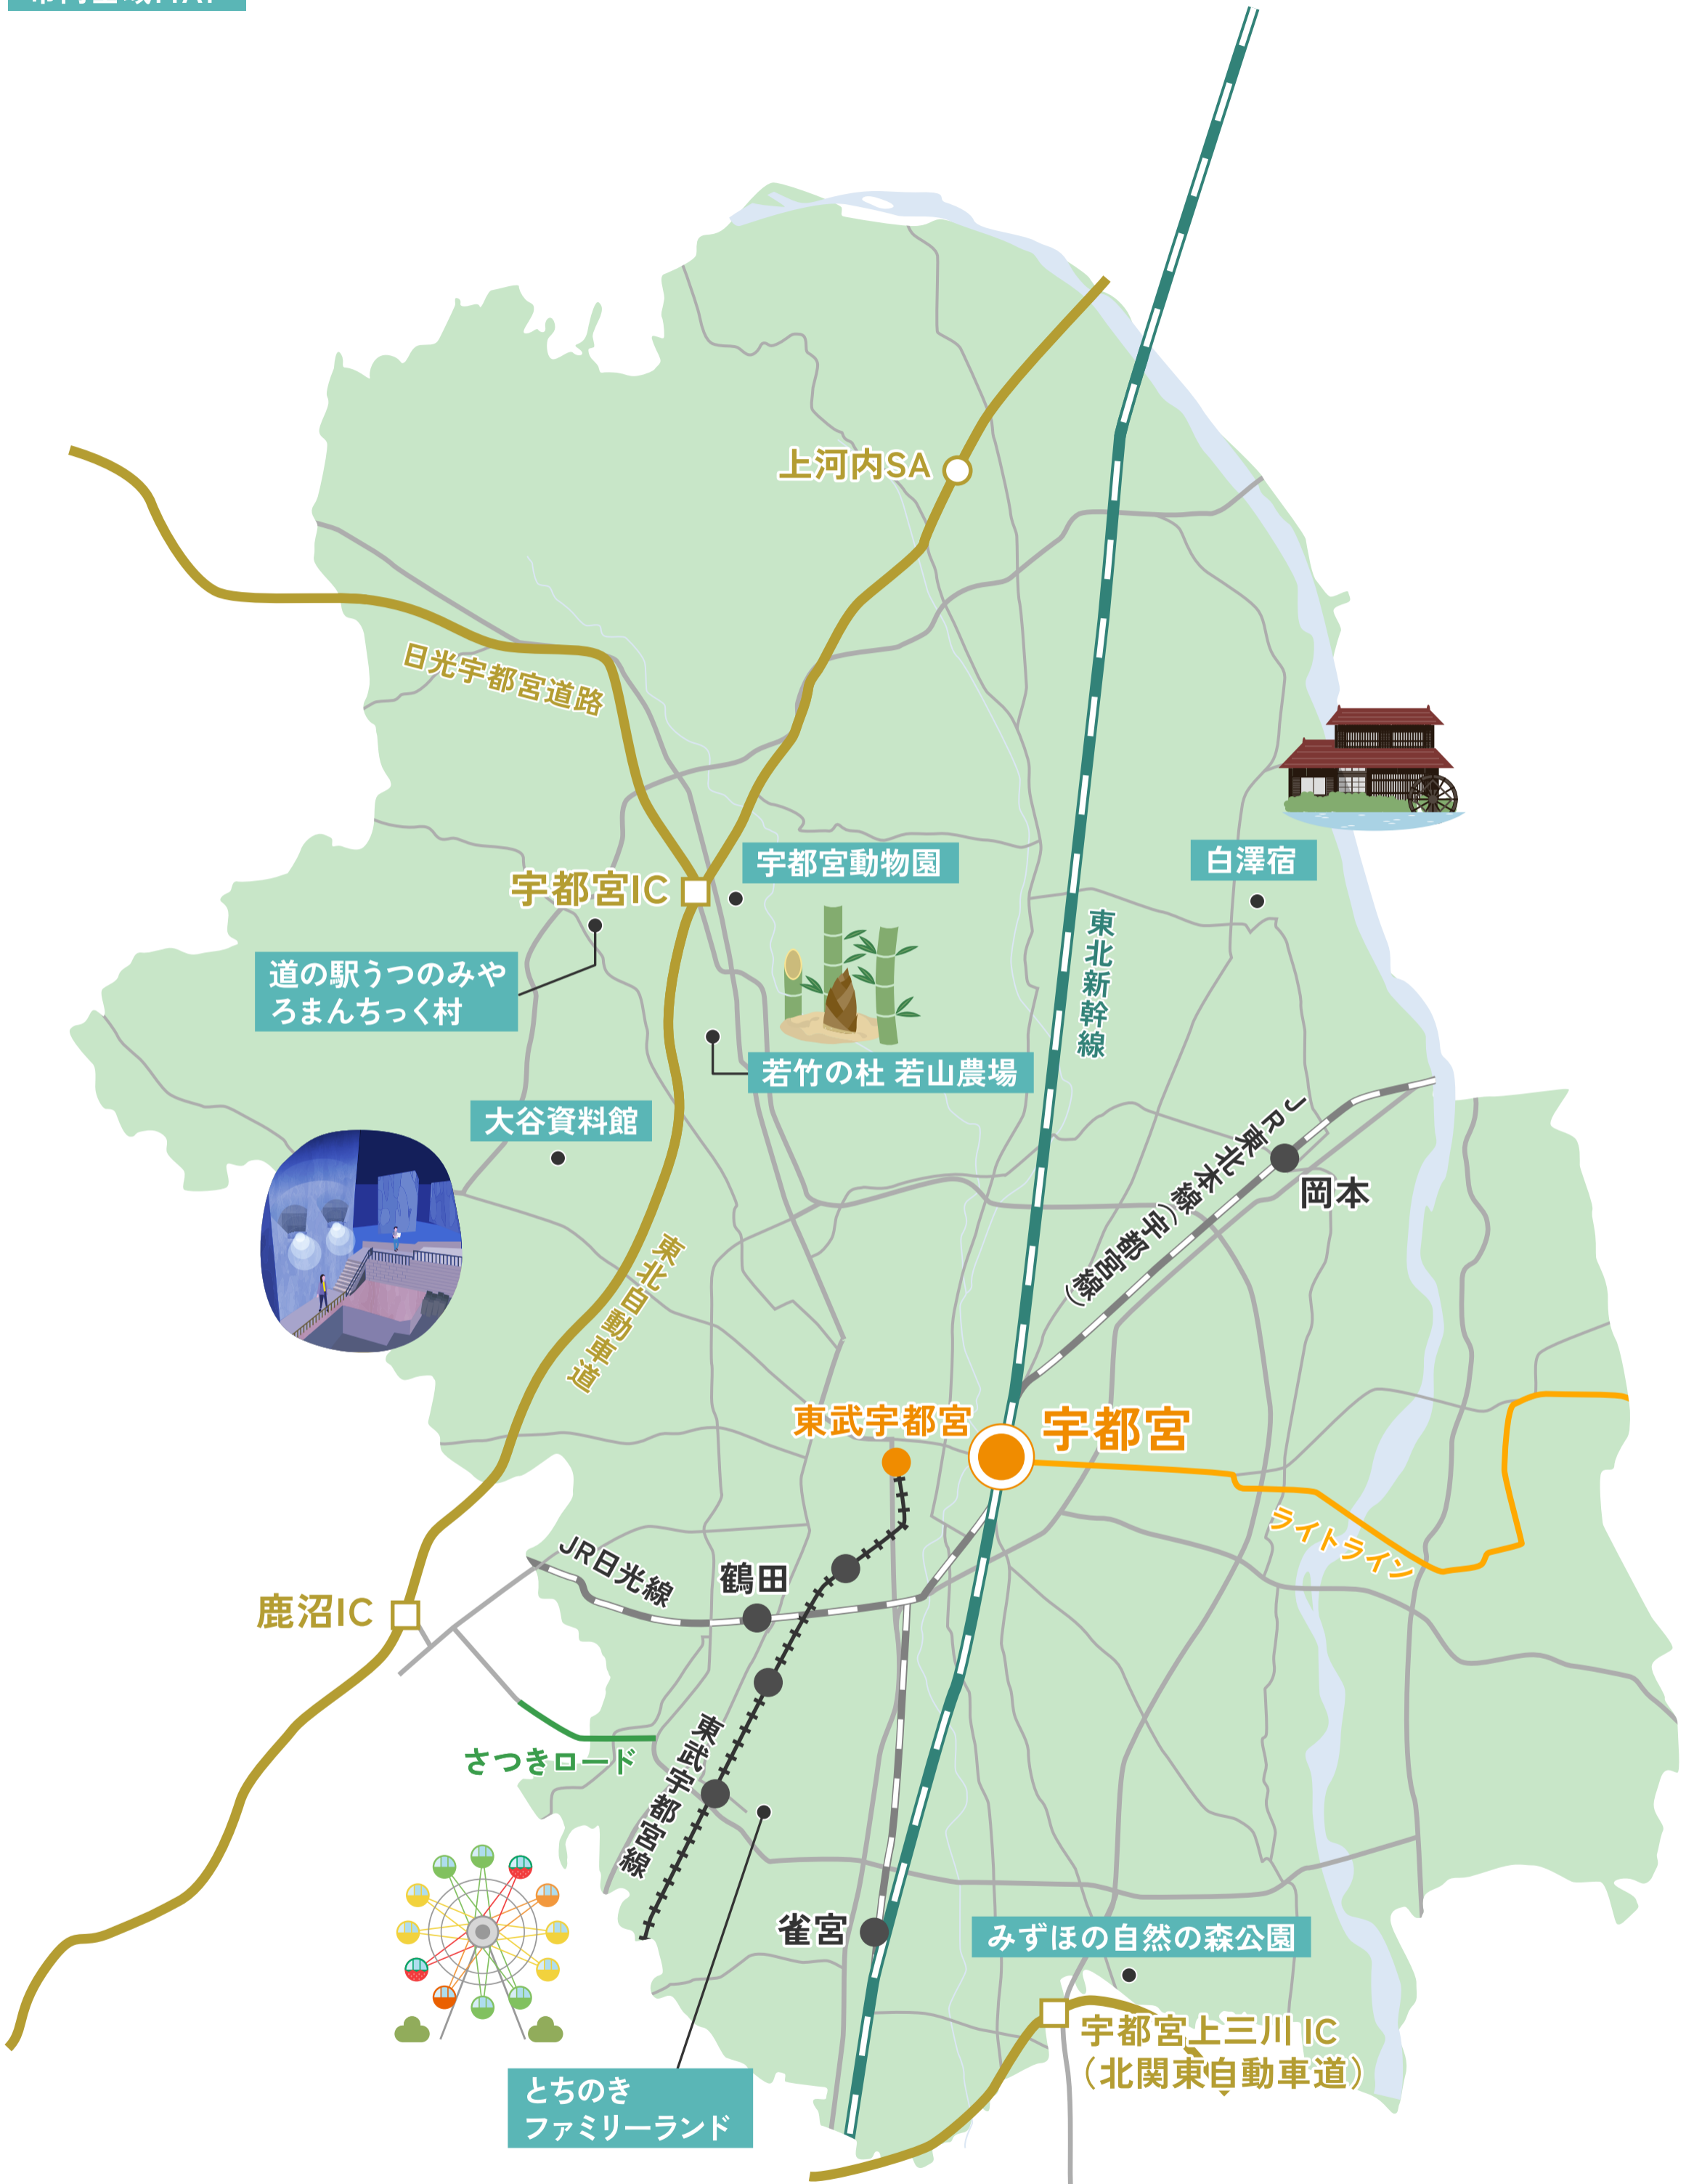 上河内SA
日光宇都宮道路
宇都宮動物園
白澤宿
宇都宮IC
東北新幹線
道の駅うつのみや
ろまんちっく村
若竹の杜 若山農場
大谷資料館
JR東北本線(宇都宮線)
岡本
東北自動車道
東武宇都宮
宇都宮
ライトライン
JR日光線
鶴田
鹿沼IC
さつきロード
東武宇都宮線
雀宮
みずほの自然の森公園
宇都宮上三川IC
（北関東自動車道）
とちのき
ファミリーランド